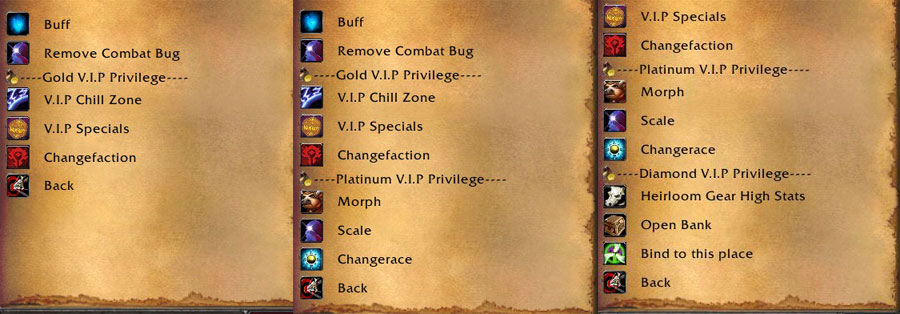 Buff
Remove Combat Bug
----Gold V.I.P Privilege----
V.I.P Chill Zone
V.I.P Specials
Changefaction
Back
Buff
Remove Combat Bug
----Gold V.I.P Privilege----
V.I.P Chill Zone
V.I.P Specials
Changefaction
----Platinum V.I.P Privilege----
Morph
Scale
Changerace
Back
V.I.P Specials
Changefaction
----Platinum V.I.P Privilege----
Morph
Scale
Changerace
----Diamond V.I.P Privilege----
Heirloom Gear High Stats
Open Bank
Bind to this place
Back